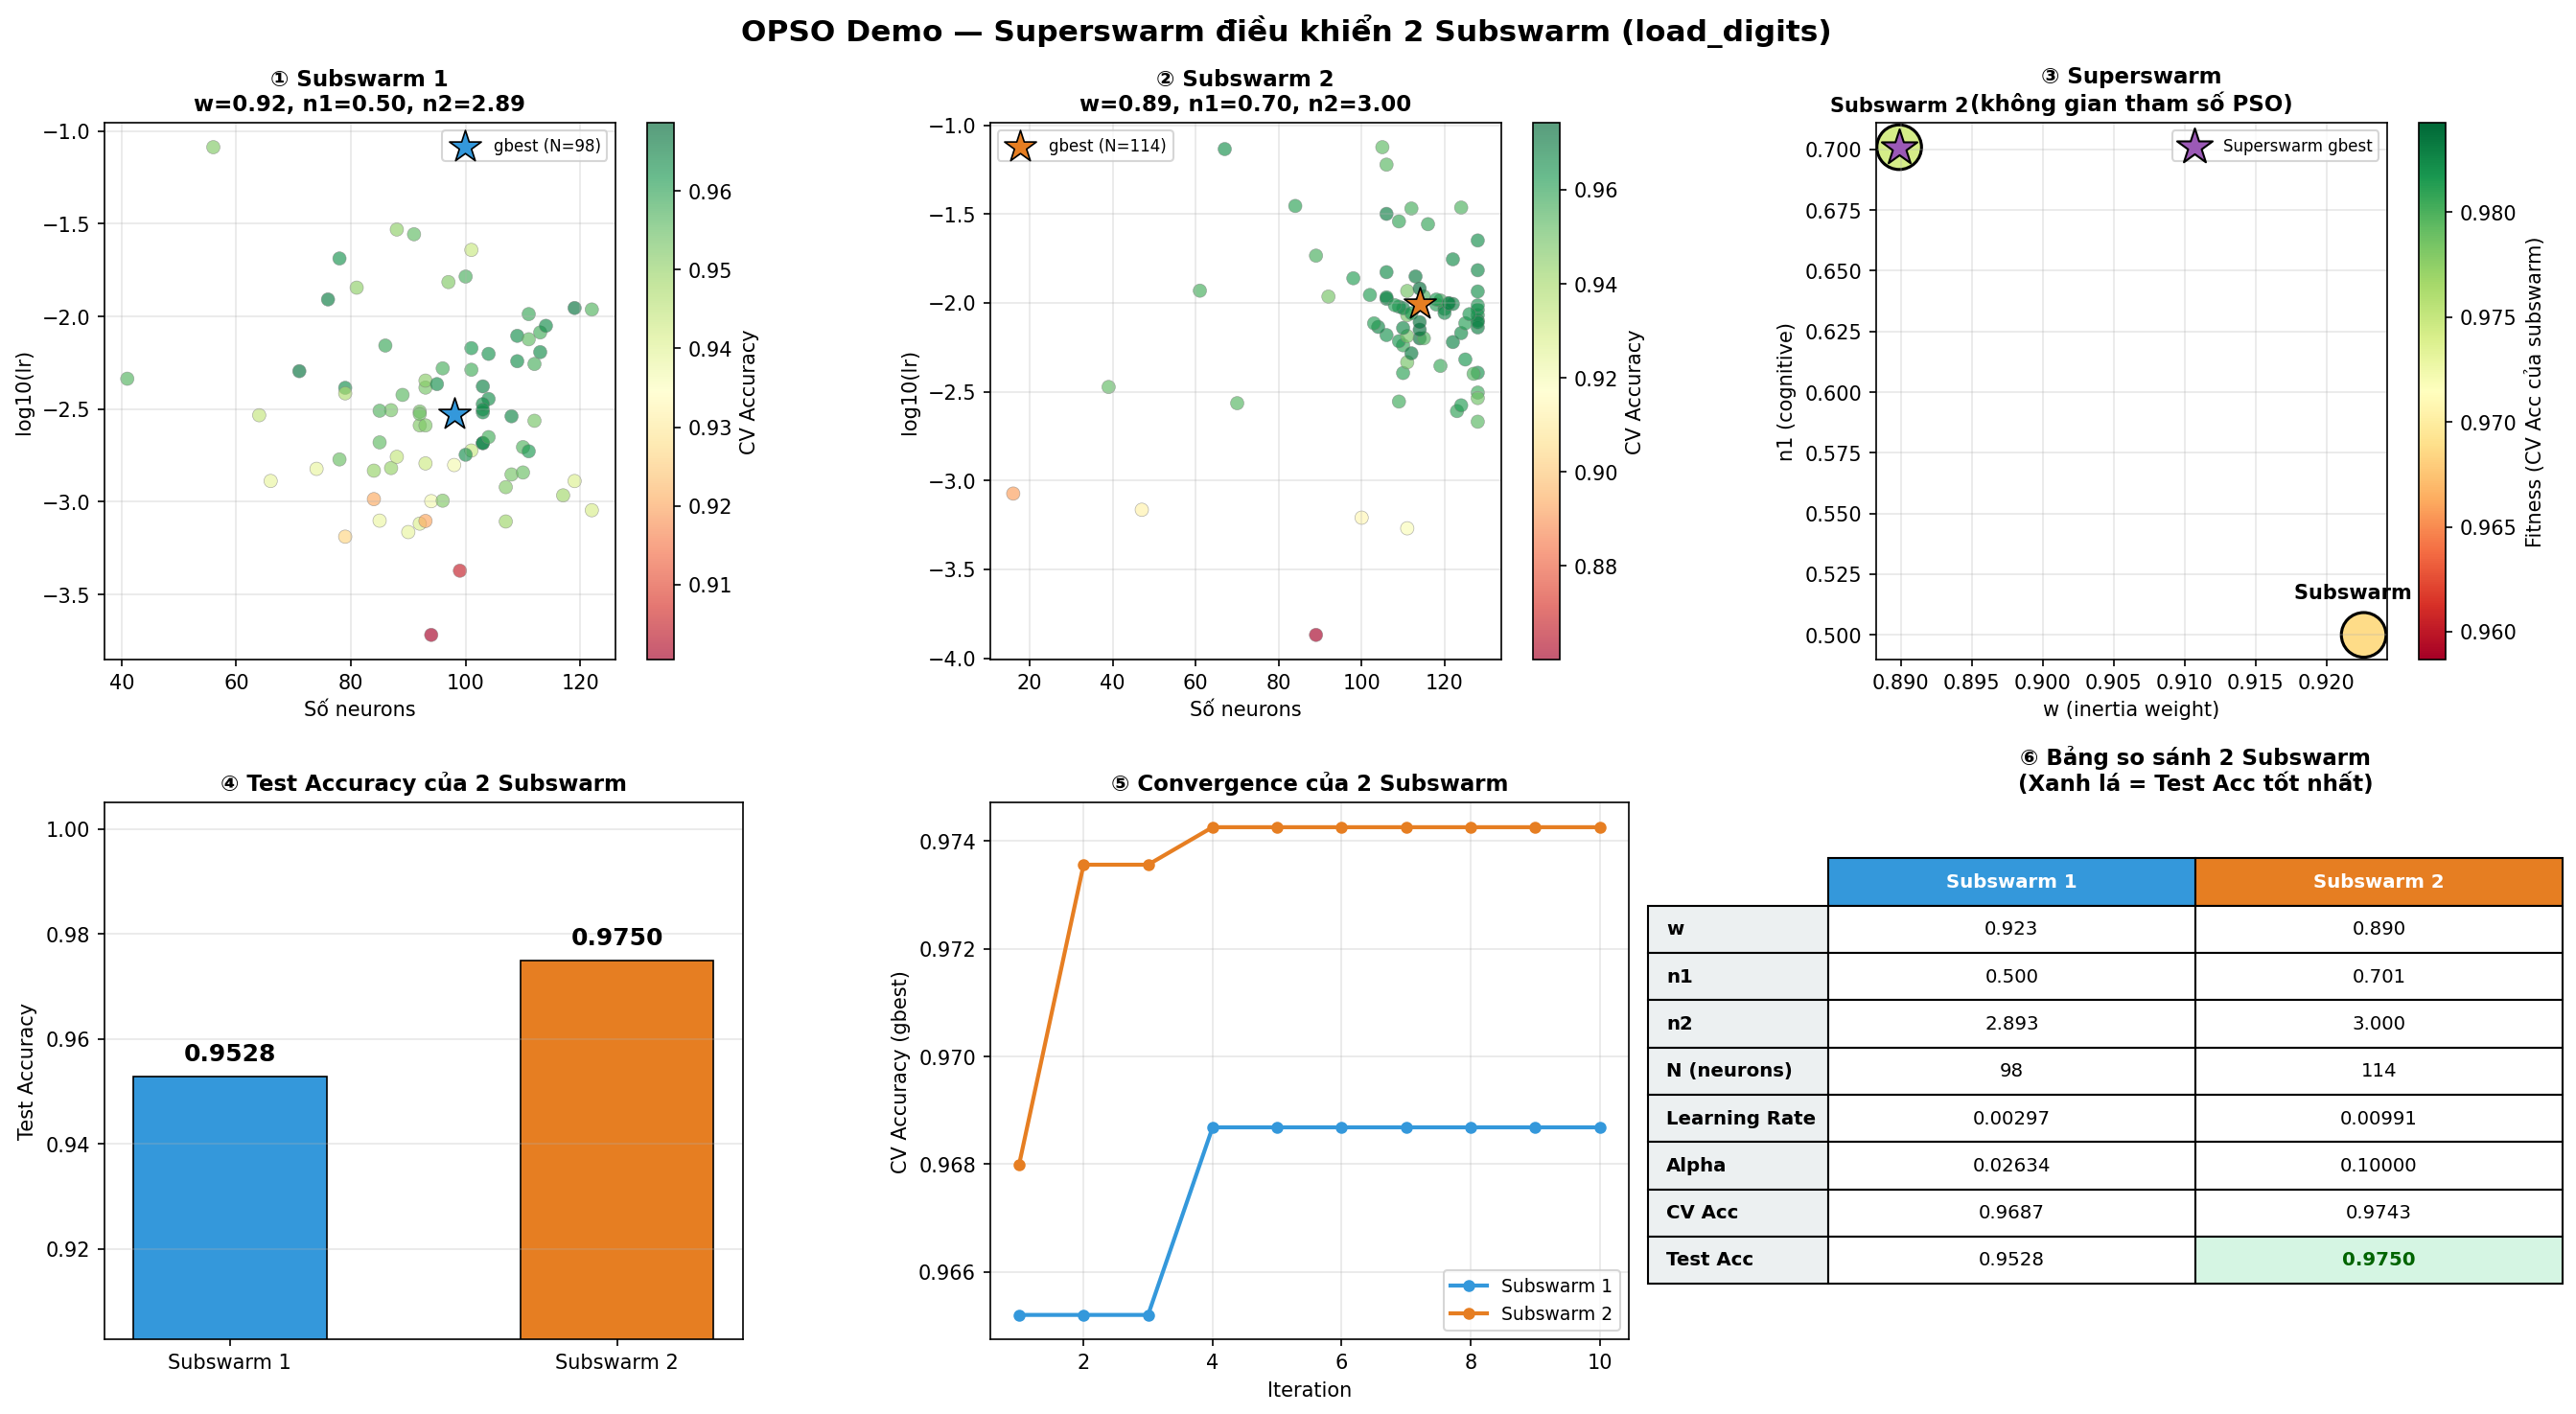 OPSO Demo — Superswarm điều khiển 2 Subswarm (load_digits)
① Subswarm 1
w=0.92, n1=0.50, n2=2.89
gbest (N=98)
−1.0
−1.5
−2.0
−2.5
−3.0
−3.5
log10(lr)
40 60 80 100 120
Số neurons
0.96
0.95
0.94
0.93
0.92
0.91
CV Accuracy
② Subswarm 2
w=0.89, n1=0.70, n2=3.00
gbest (N=114)
−1.0
−1.5
−2.0
−2.5
−3.0
−3.5
−4.0
log10(lr)
20 40 60 80 100 120
Số neurons
0.96
0.94
0.92
0.90
0.88
CV Accuracy
③ Superswarm
(không gian tham số PSO)
Subswarm 2
Superswarm gbest
0.700
0.675
0.650
0.625
0.600
0.575
0.550
0.525
0.500
n1 (cognitive)
Subswarm
0.890 0.895 0.900 0.905 0.910 0.915 0.920
w (inertia weight)
0.980
0.975
0.970
0.965
0.960
Fitness (CV Acc của subswarm)
④ Test Accuracy của 2 Subswarm
1.00
0.98
0.96
0.94
0.92
Test Accuracy
0.9528
0.9750
Subswarm 1 Subswarm 2
⑤ Convergence của 2 Subswarm
0.974
0.972
0.970
0.968
0.966
CV Accuracy (gbest)
Subswarm 1
Subswarm 2
2 4 6 8 10
Iteration
⑥ Bảng so sánh 2 Subswarm
(Xanh lá = Test Acc tốt nhất)
Subswarm 1 Subswarm 2
w 0.923 0.890
n1 0.500 0.701
n2 2.893 3.000
N (neurons) 98 114
Learning Rate 0.00297 0.00991
Alpha 0.02634 0.10000
CV Acc 0.9687 0.9743
Test Acc 0.9528 0.9750